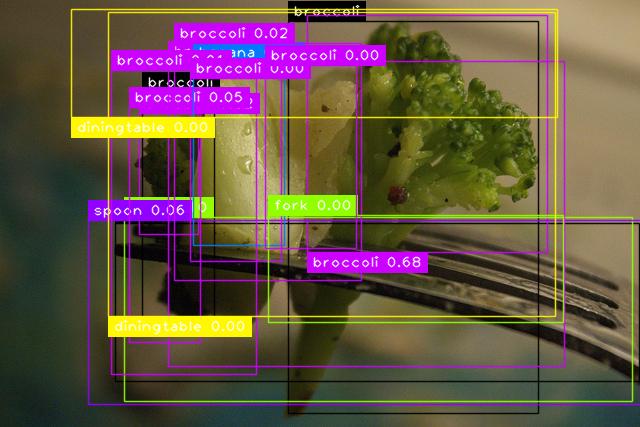 broccoli
broccoli 0.02
banana
broccoli 0.00
broccoli 0.00
broccoli
broccoli 0.05
diningtable 0.00
spoon 0.06
fork 0.00
broccoli 0.68
diningtable 0.00